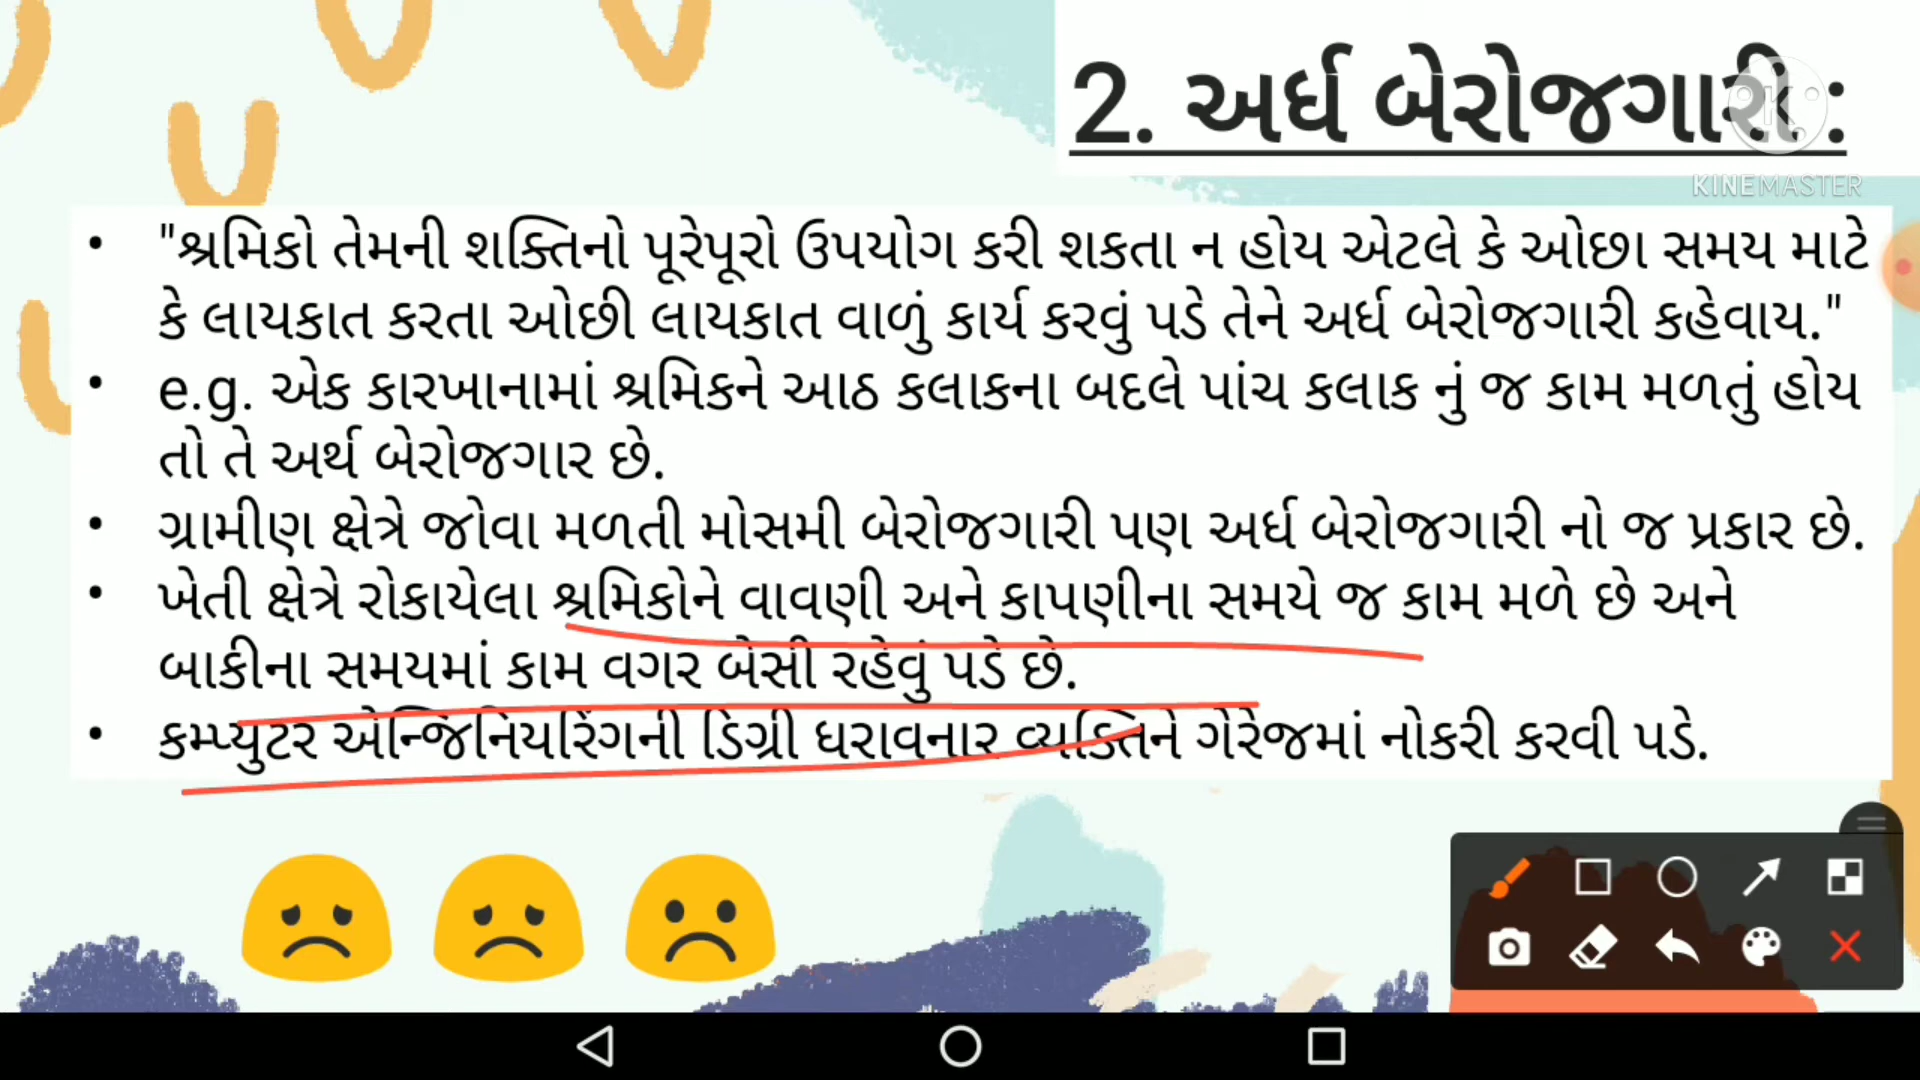 2. અર્ધ બેરોજગારી :
KINEMASTER
• "શ્રમિકો તેમની શક્તિનો પૂરેપૂરો ઉપયોગ કરી શકતા ન હોય એટલે કે ઓછા સમય માટે
કે લાયકાત કરતા ઓછી લાયકાત વાળું કાર્ય કરવું પડે તેને અર્ધ બેરોજગારી કહેવાય."
• e.g. એક કારખાનામાં શ્રમિકને આઠ કલાકના બદલે પાંચ કલાક નું જ કામ મળતું હોય
તો તે અર્થ બેરોજગાર છે.
• ગ્રામીણ ક્ષેત્રે જોવા મળતી મોસમી બેરોજગારી પણ અર્ધ બેરોજગારી નો જ પ્રકાર છે.
• ખેતી ક્ષેત્રે રોકાયેલા શ્રમિકોને વાવણી અને કાપણીના સમયે જ કામ મળે છે અને
બાકીના સમયમાં કામ વગર બેસી રહેવું પડે છે.
• કમ્પ્યુટર એન્જિનિયરિંગની ડિગ્રી ધરાવનાર વ્યક્તિને ગેરેજમાં નોકરી કરવી પડે.